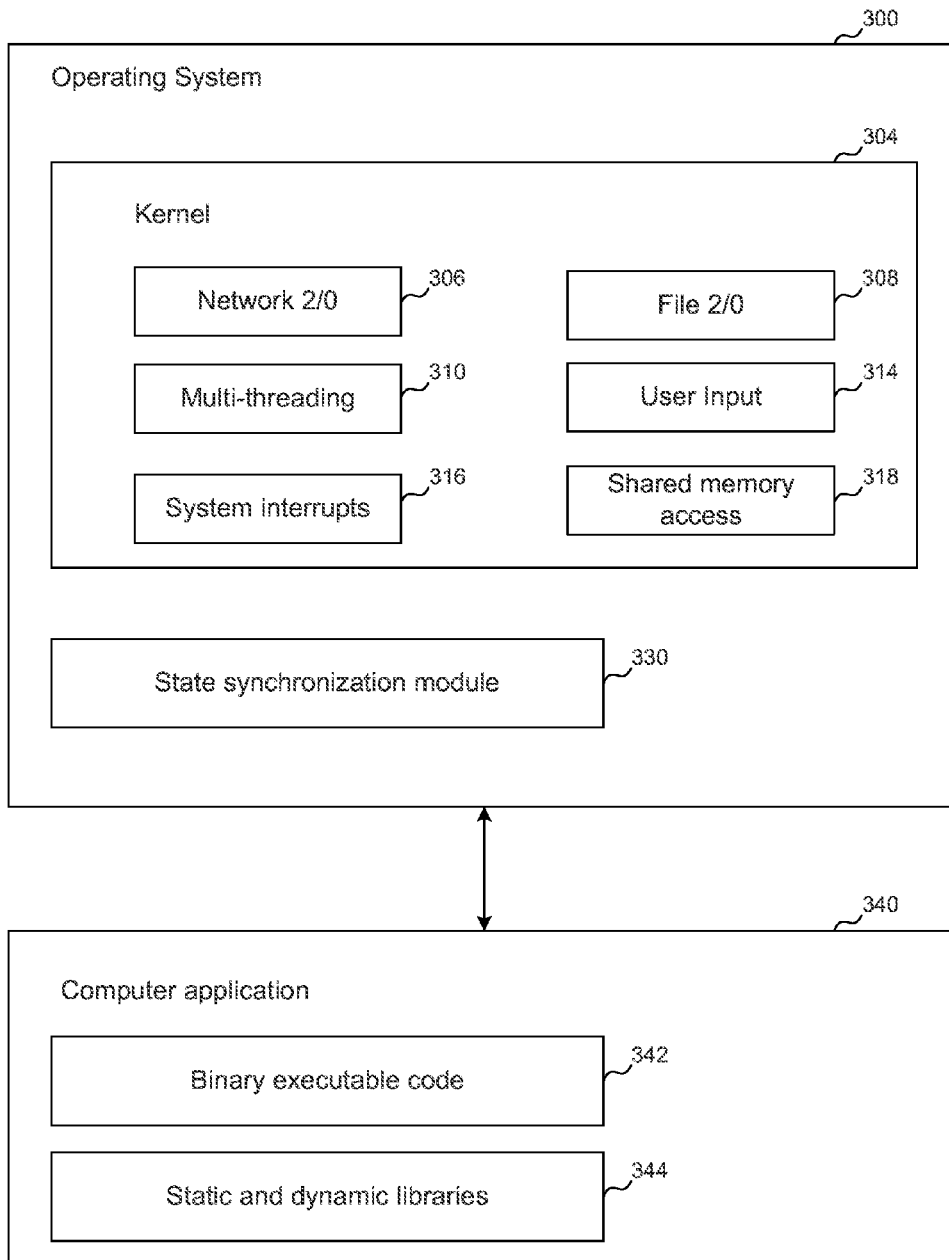 300
Operating System
304
Kernel
Network 2/0
306
File 2/0
308
Multi-threading
310
User Input
314
System interrupts
316
Shared memory
access
318
State synchronization module
330
340
Computer application
Binary executable code
342
Static and dynamic libraries
344